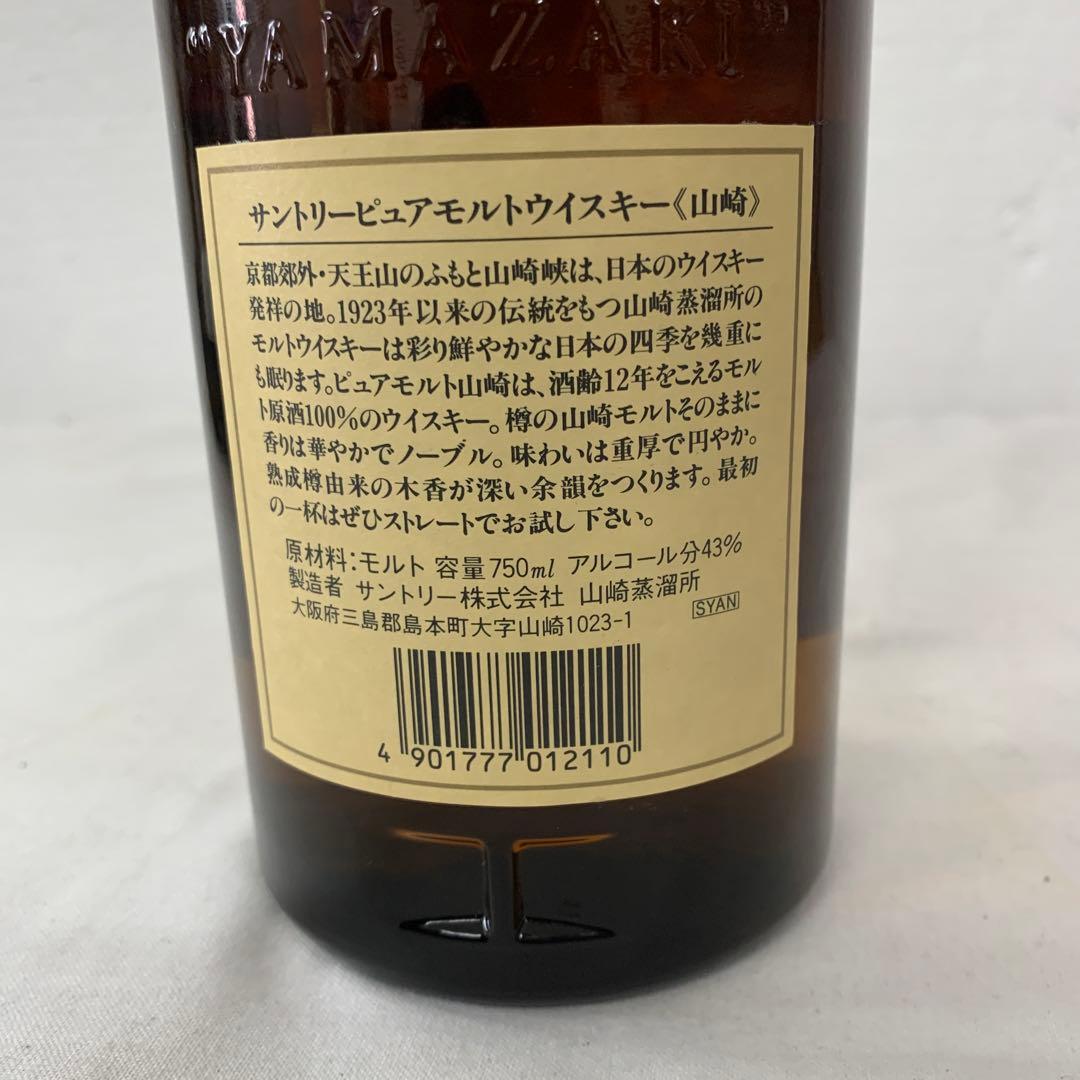 "YAMAZAKI"
サントリーピュアモルトウイスキー《山崎》
京都郊外・天王山のふもと山崎峡は、日本のウイスキー
発祥の地。1923年以来の伝統をもつ山崎蒸溜所の
モルトウイスキーは彩り鮮やかな日本の四季を幾重に
も眠ります。ピュアモルト山崎は、酒齢12年をこえるモル
ト原酒100%のウイスキー。樽の山崎モルトそのままに
香りは華やかでノーブル。味わいは重厚で円やか。
熟成樽由来の木香が深い余韻をつくります。最初
の一杯はぜひストレートでお試し下さい。
原材料:モルト 容量750ml アルコール分43%
製造者 サントリー株式会社 山崎蒸溜所
大阪府三島郡島本町大字山崎1023-1
SYAN
4 901777 012110